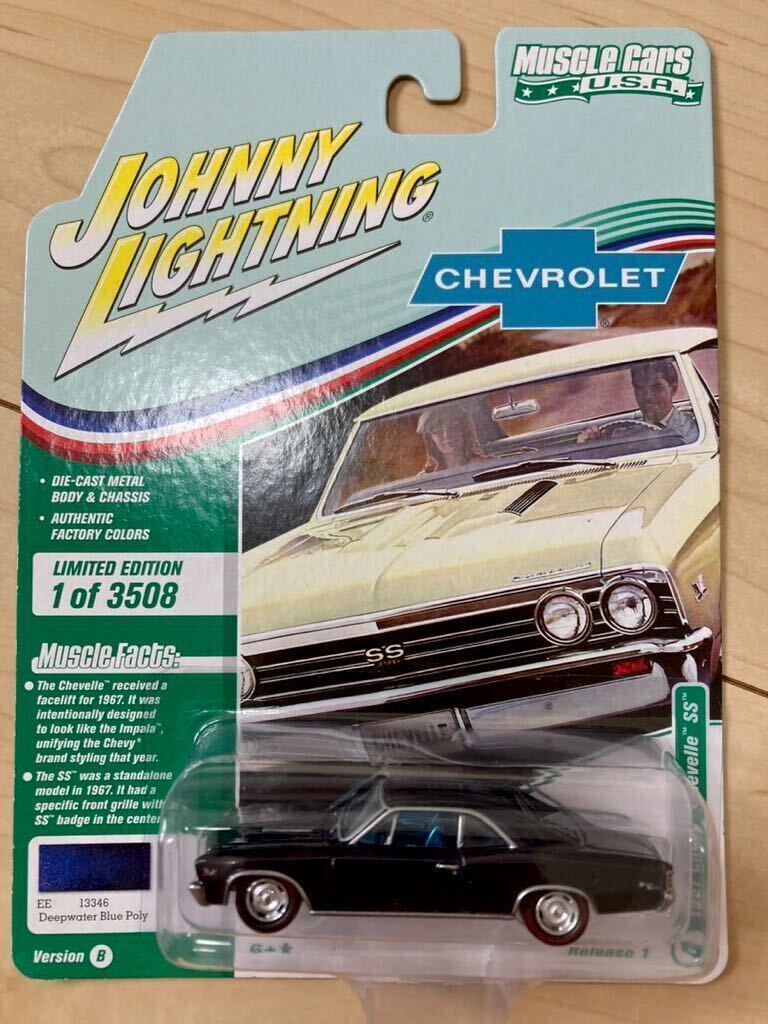 Muscle Cars
U.S.A.
JOHNNY
LIGHTNING®
CHEVROLET
®
• DIE-CAST METAL
BODY & CHASSIS
• AUTHENTIC
FACTORY COLORS
LIMITED EDITION
1 of 3508
SS
396
CHEVELLE
Muscle Facts:
The Chevelle™ received a
facelift for 1967. It was
intentionally designed
to look like the Impala™,
unifying the Chevy®
brand styling that year.
The SS™ was a standalone
model in 1967. It had a
specific front grille with
SS™ badge in the center
EE 13346
Deepwater Blue Poly
Version B
6+
Release 1
SS™